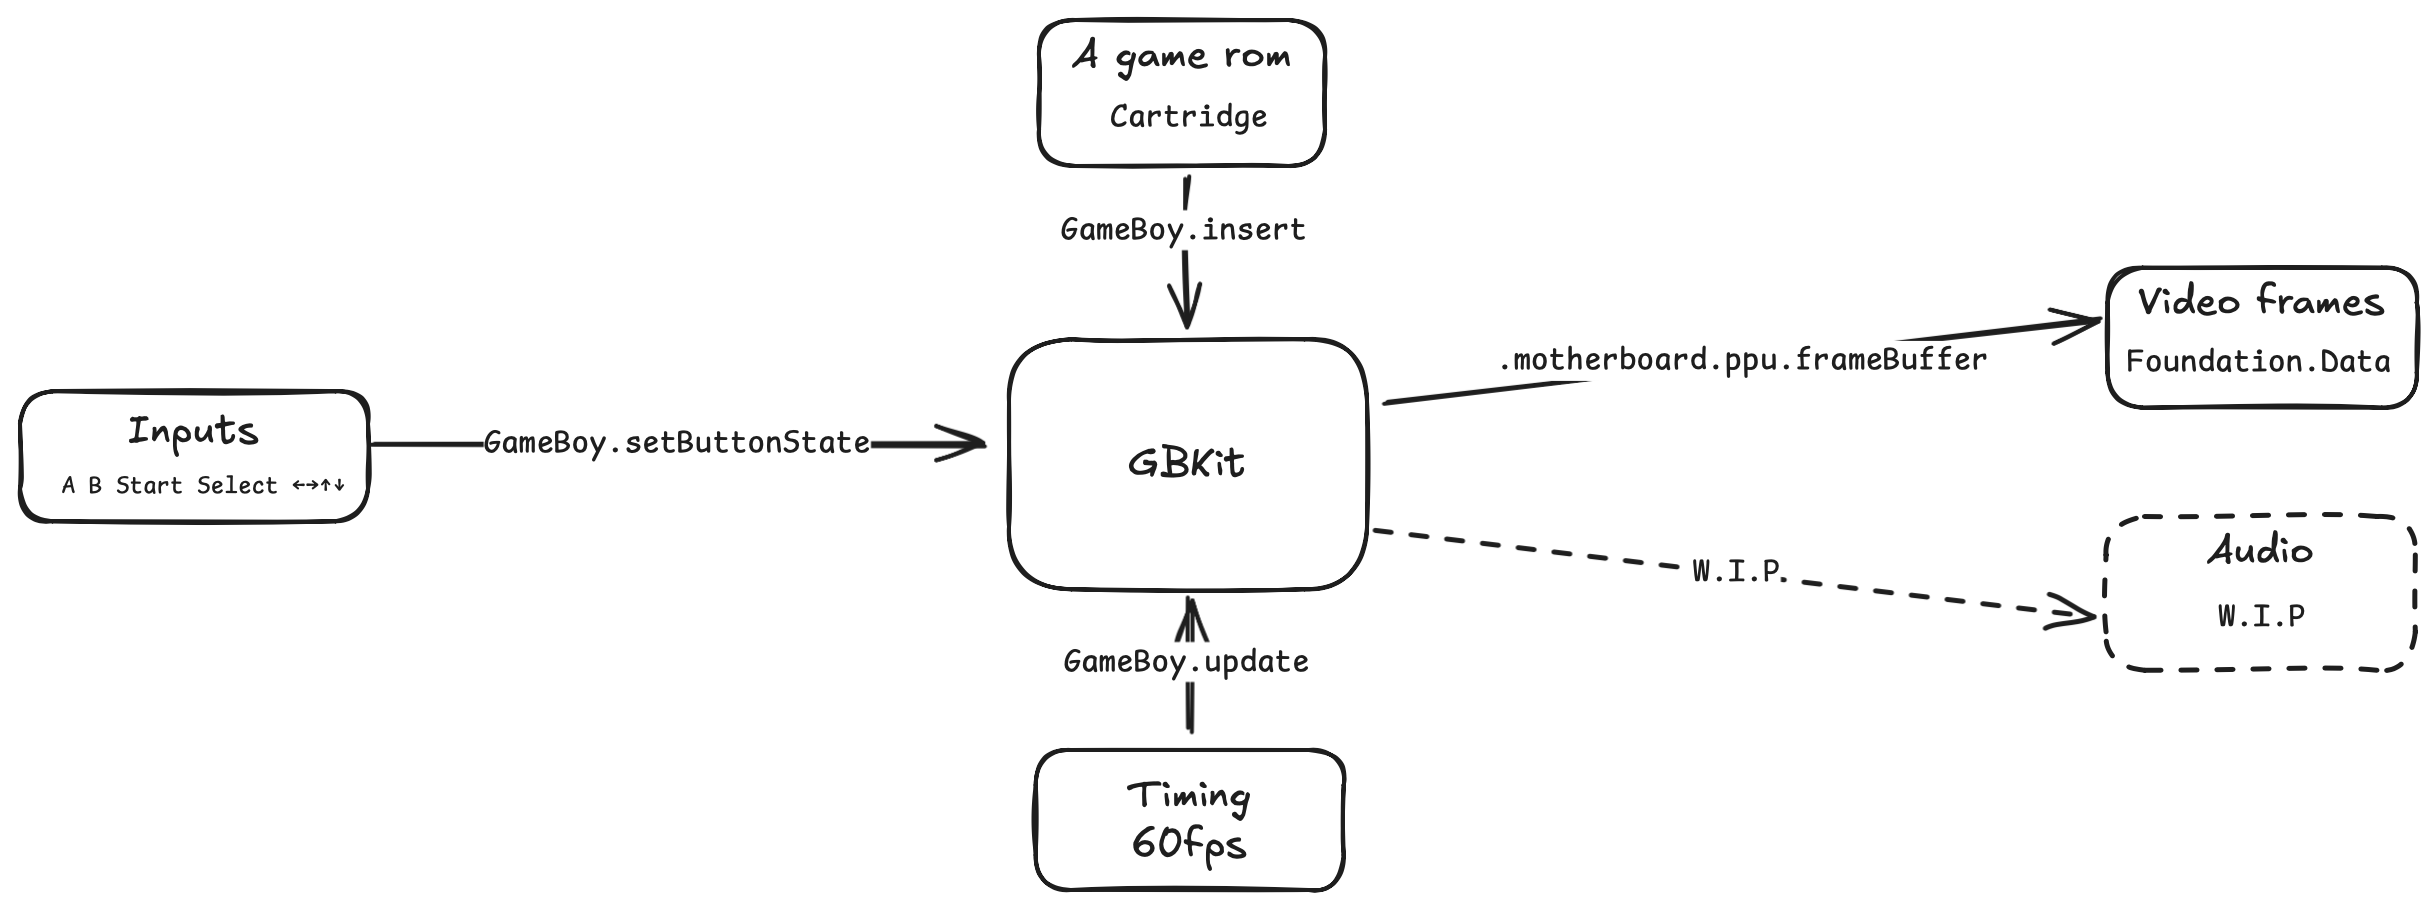 A game rom
Cartridge
GameBoy.insert
Video frames
Foundation.Data
.motherboard.ppu.frameBuffer
Inputs
A B Start Select ←→↑↓
GameBoy.setButtonState
GBKit
Audio
W.I.P
W.I.P.
GameBoy.update
Timing
60fps